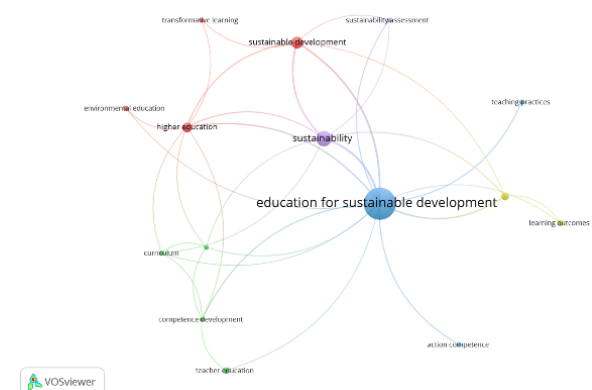 transformative learning
sustainability assessment
sustainable development
teaching practices
environmental education
higher education
sustainability
education for sustainable development
learning outcomes
curriculum
competence development
action competence
teacher education
VOSviewer